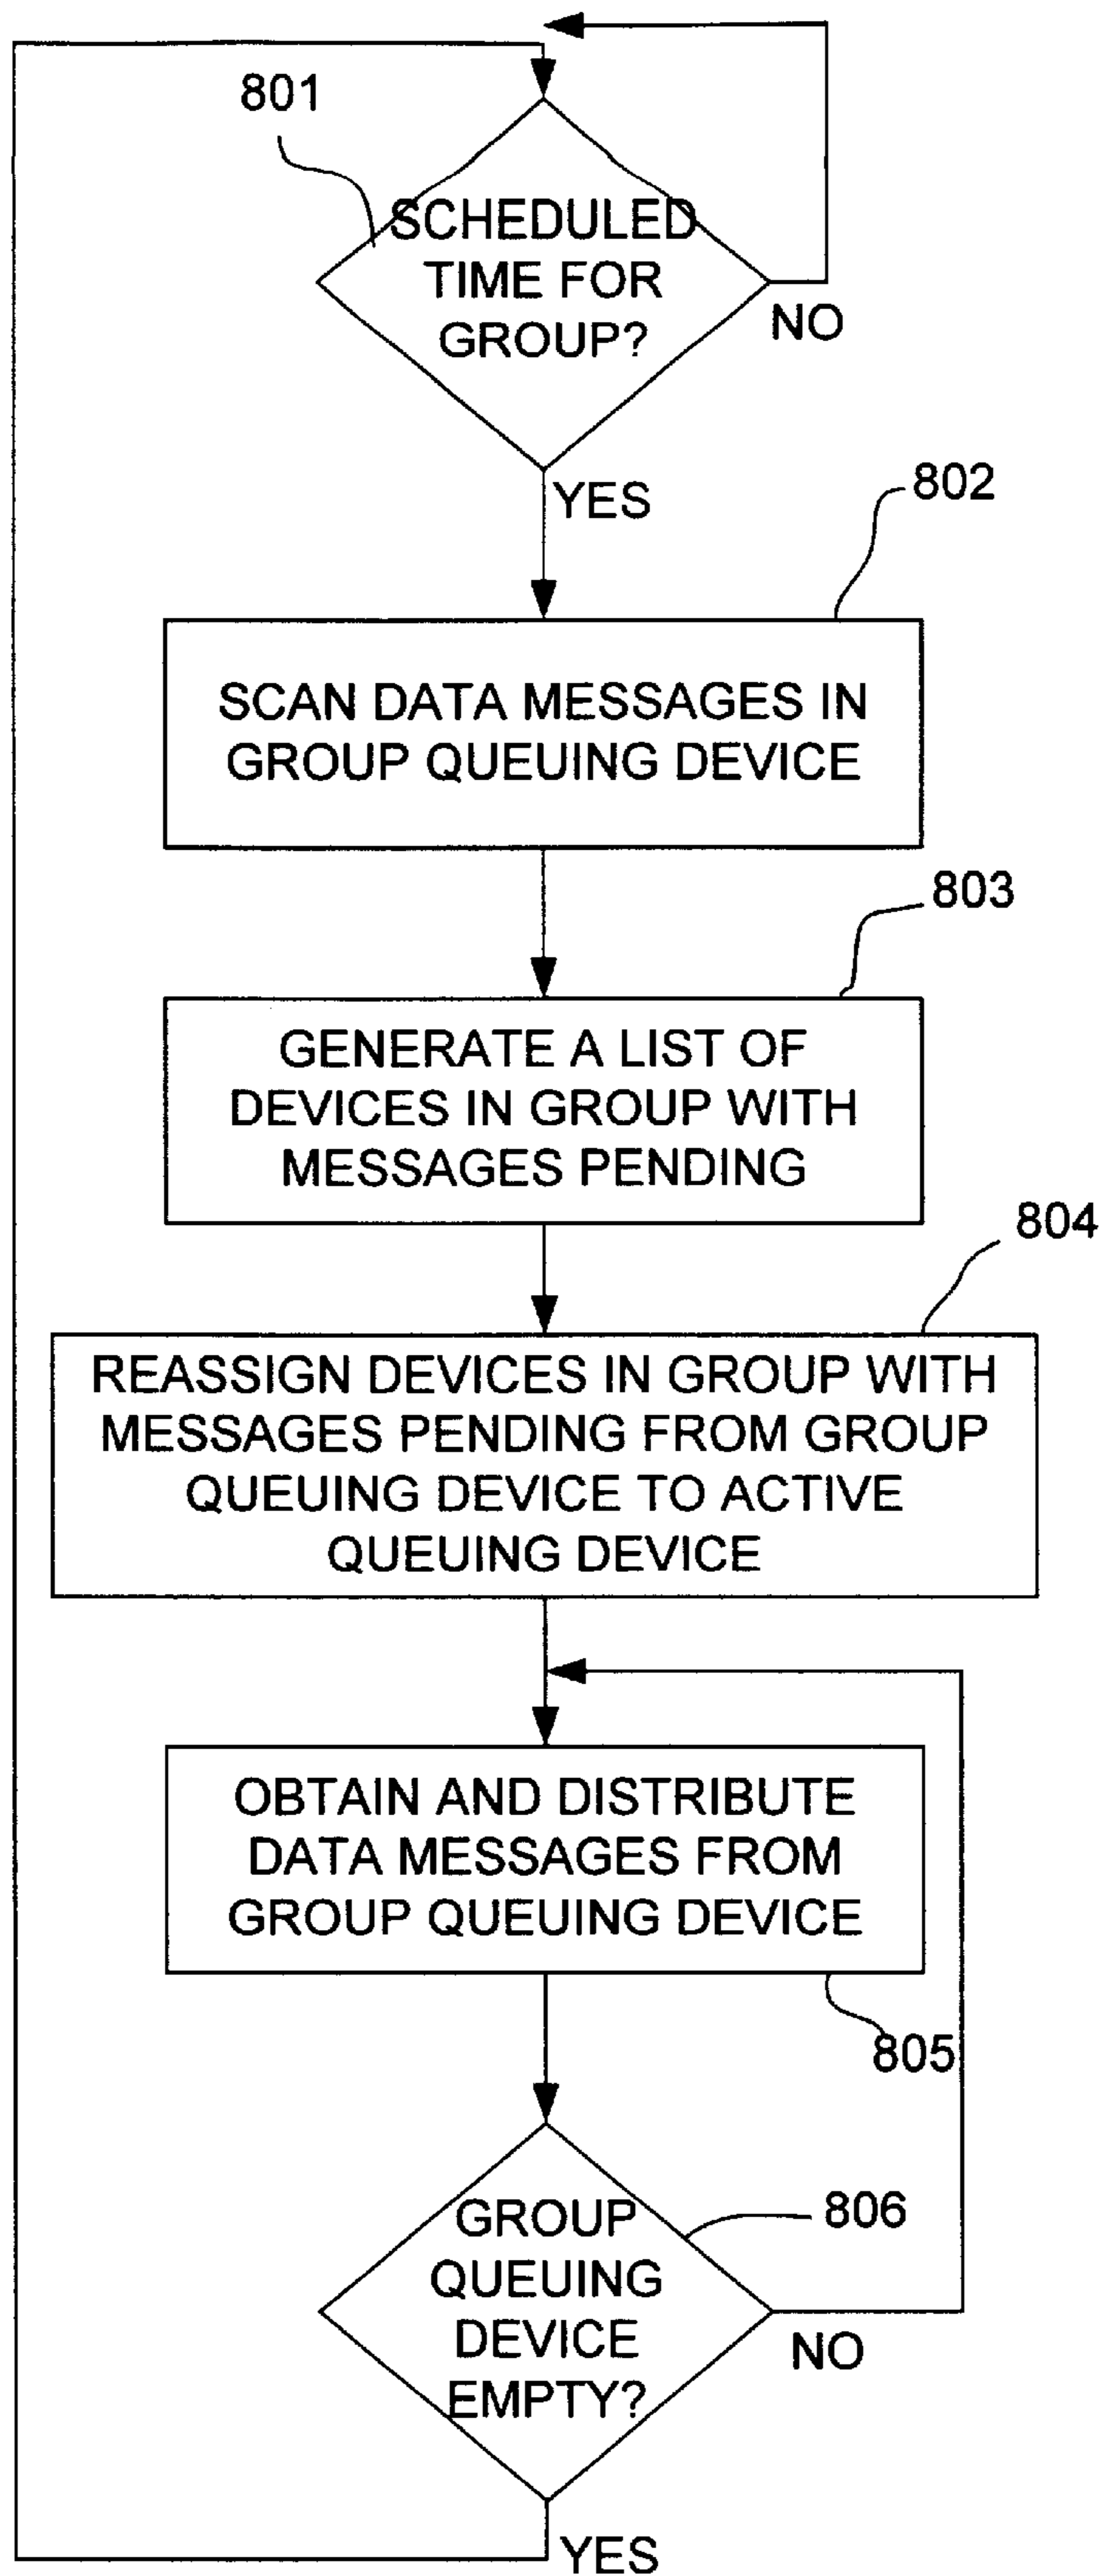 801
SCHEDULED
TIME FOR
GROUP?
NO
YES
802
SCAN DATA MESSAGES IN
GROUP QUEUING DEVICE
803
GENERATE A LIST OF
DEVICES IN GROUP WITH
MESSAGES PENDING
804
REASSIGN DEVICES IN GROUP WITH
MESSAGES PENDING FROM GROUP
QUEUING DEVICE TO ACTIVE
QUEUING DEVICE
OBTAIN AND DISTRIBUTE
DATA MESSAGES FROM
GROUP QUEUING DEVICE
805
806
GROUP
QUEUING
DEVICE
EMPTY?
NO
YES